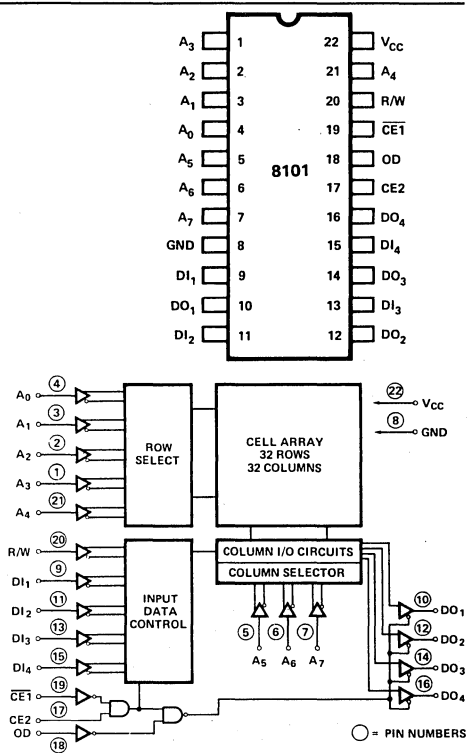 A3 1 22 VCC
A2 2 21 A4
A1 3 20 R/W
A0 4 19 CE1
A5 5 18 OD
8101
A6 6 17 CE2
A7 7 16 DO4
GND 8 15 DI4
DI1 9 14 DO3
DO1 10 13 DI3
DI2 11 12 DO2
A0 4
A1 3
A2 2
A3 1
A4 21
ROW
SELECT
CELL ARRAY
32 ROWS
32 COLUMNS
22
VCC
8
GND
R/W 20
DI1 9
DI2 11
DI3 13
DI4 15
CE1 19
CE2 17
OD 18
INPUT
DATA
CONTROL
COLUMN I/O CIRCUITS
COLUMN SELECTOR
5 6 7
A5 A6 A7
10 DO1
12 DO2
14 DO3
16 DO4
= PIN NUMBERS